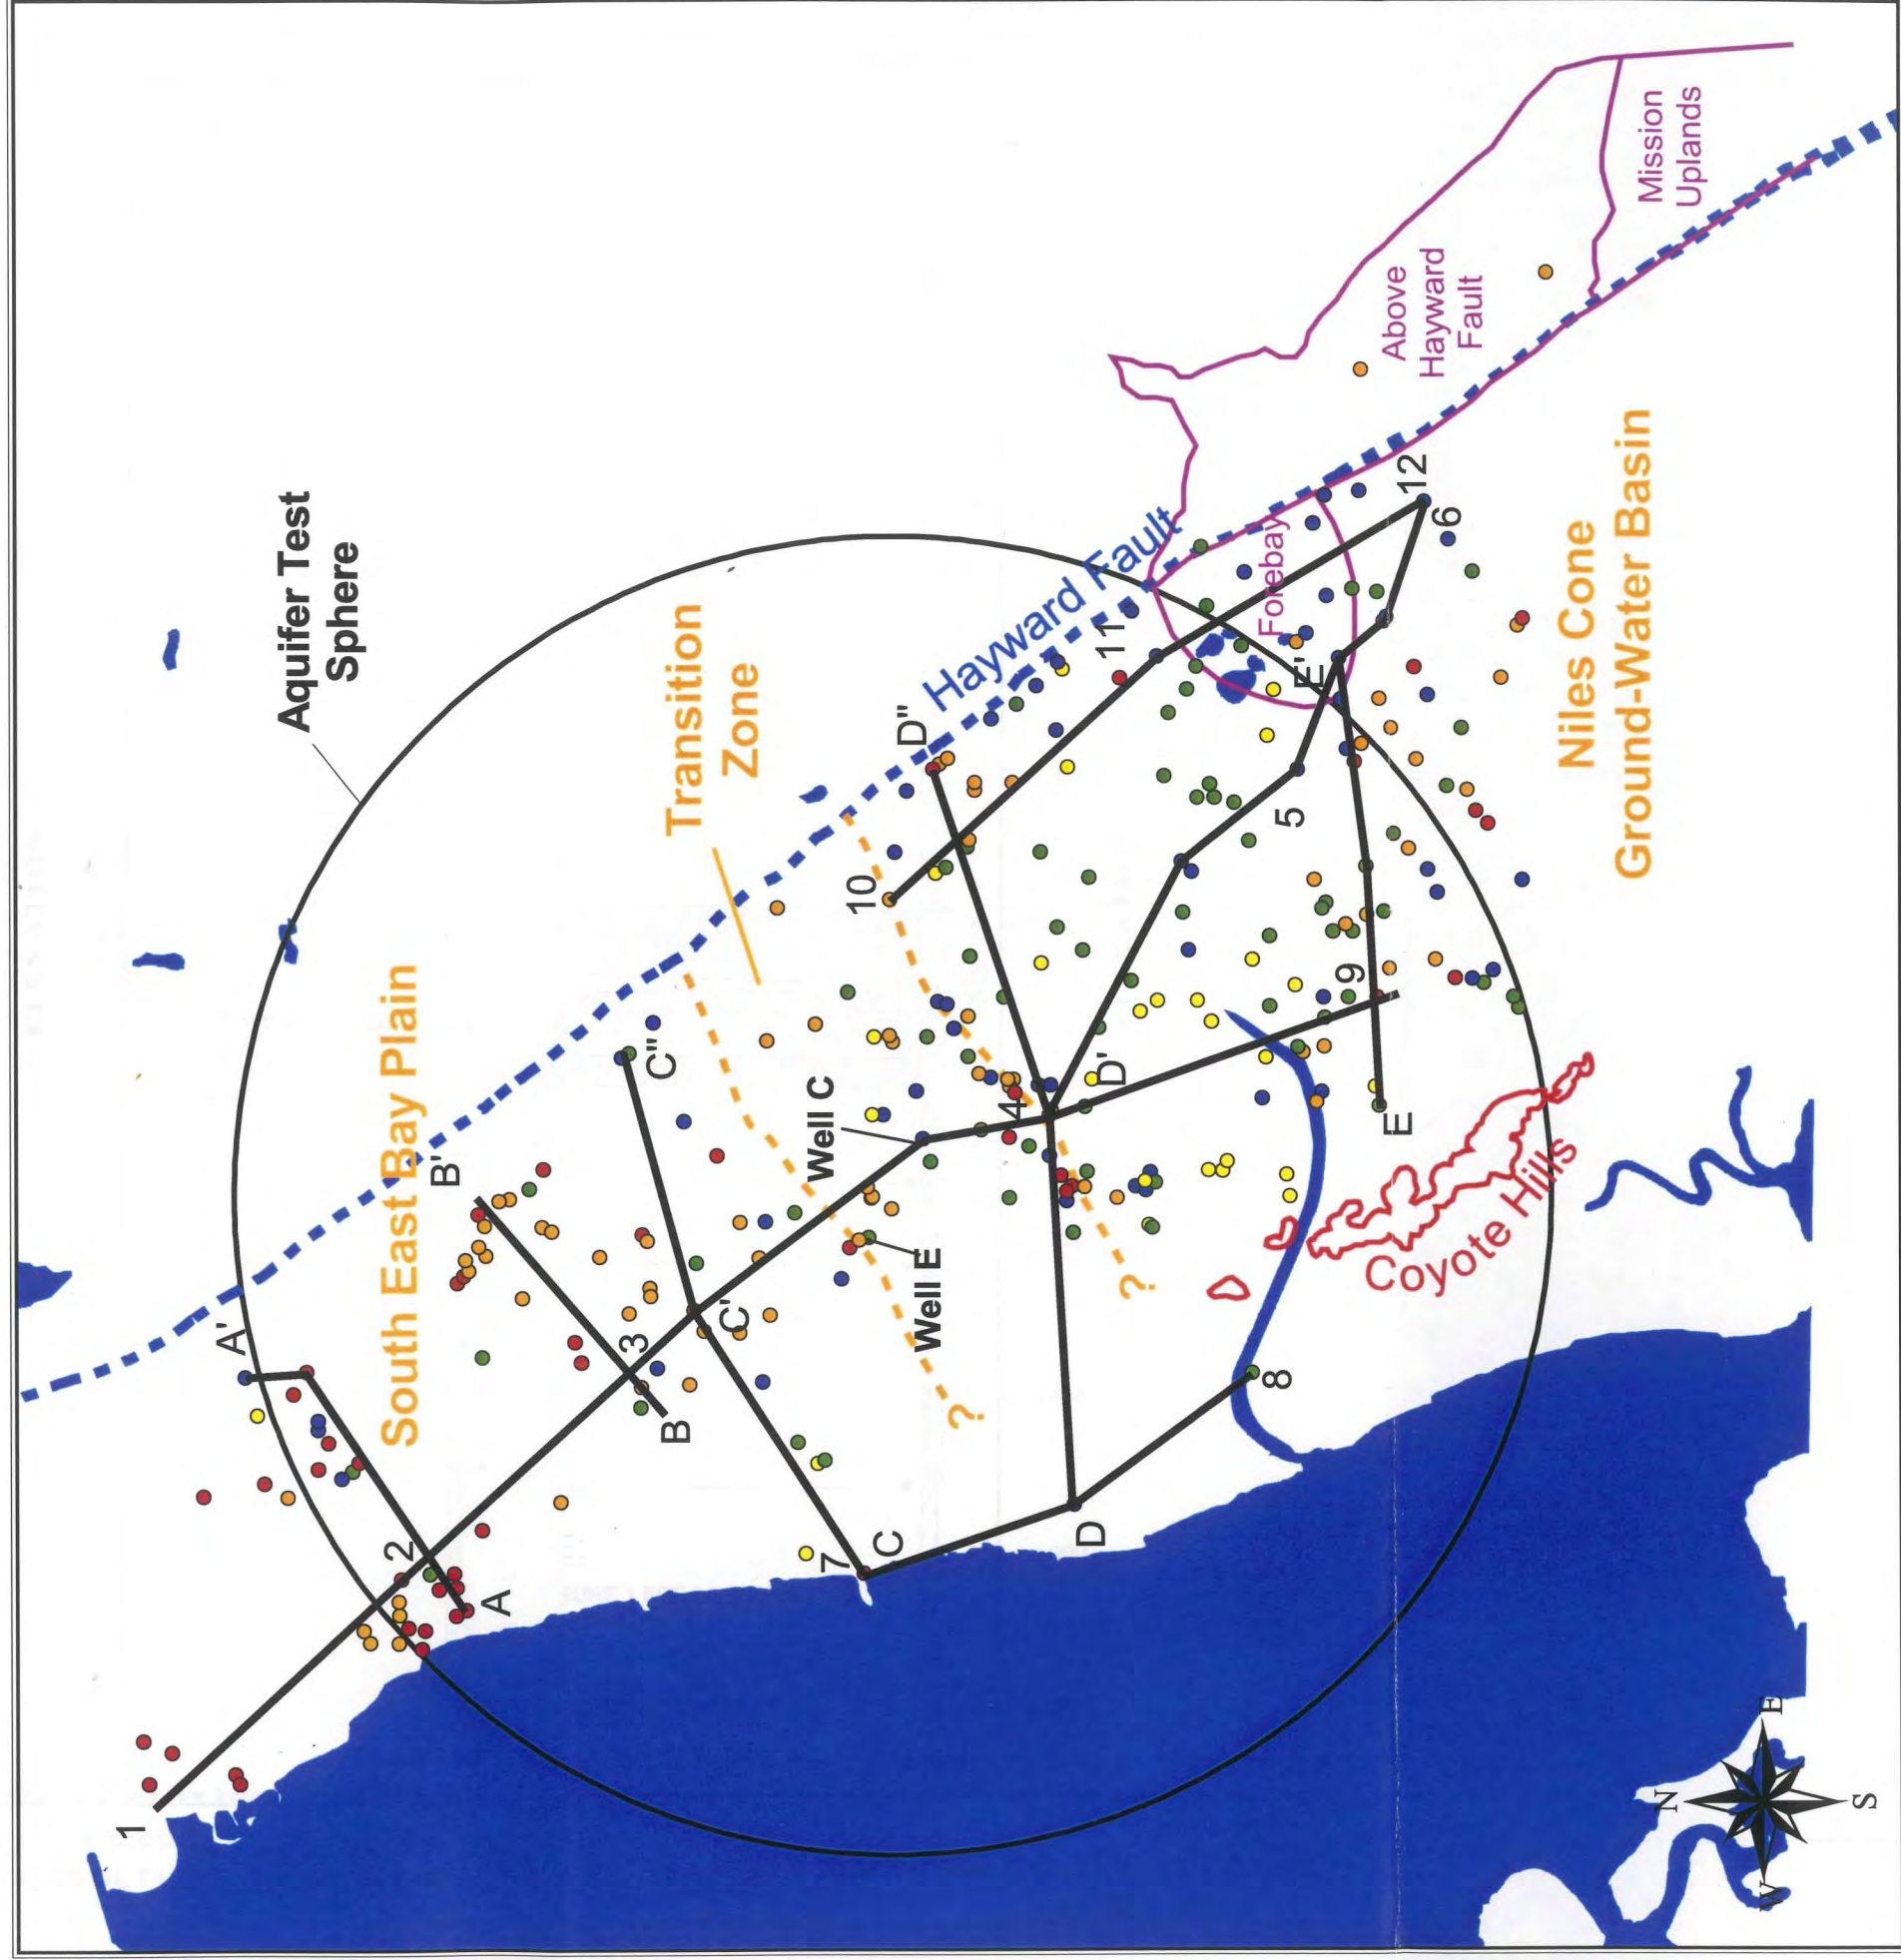 Aquifer Test
Sphere
South East Bay Plain
Transition
Zone
Hayward Fault
Forebay
Above
Hayward
Fault
Mission
Uplands
Niles Cone
Ground-Water Basin
Coyote Hills
Well C
Well E
A
A'
B
B'
C
C'
C"
D
D'
D"
E
E'
1
2
3
4
5
6
7
8
9
10
11
12
?
?
N
E
S
W